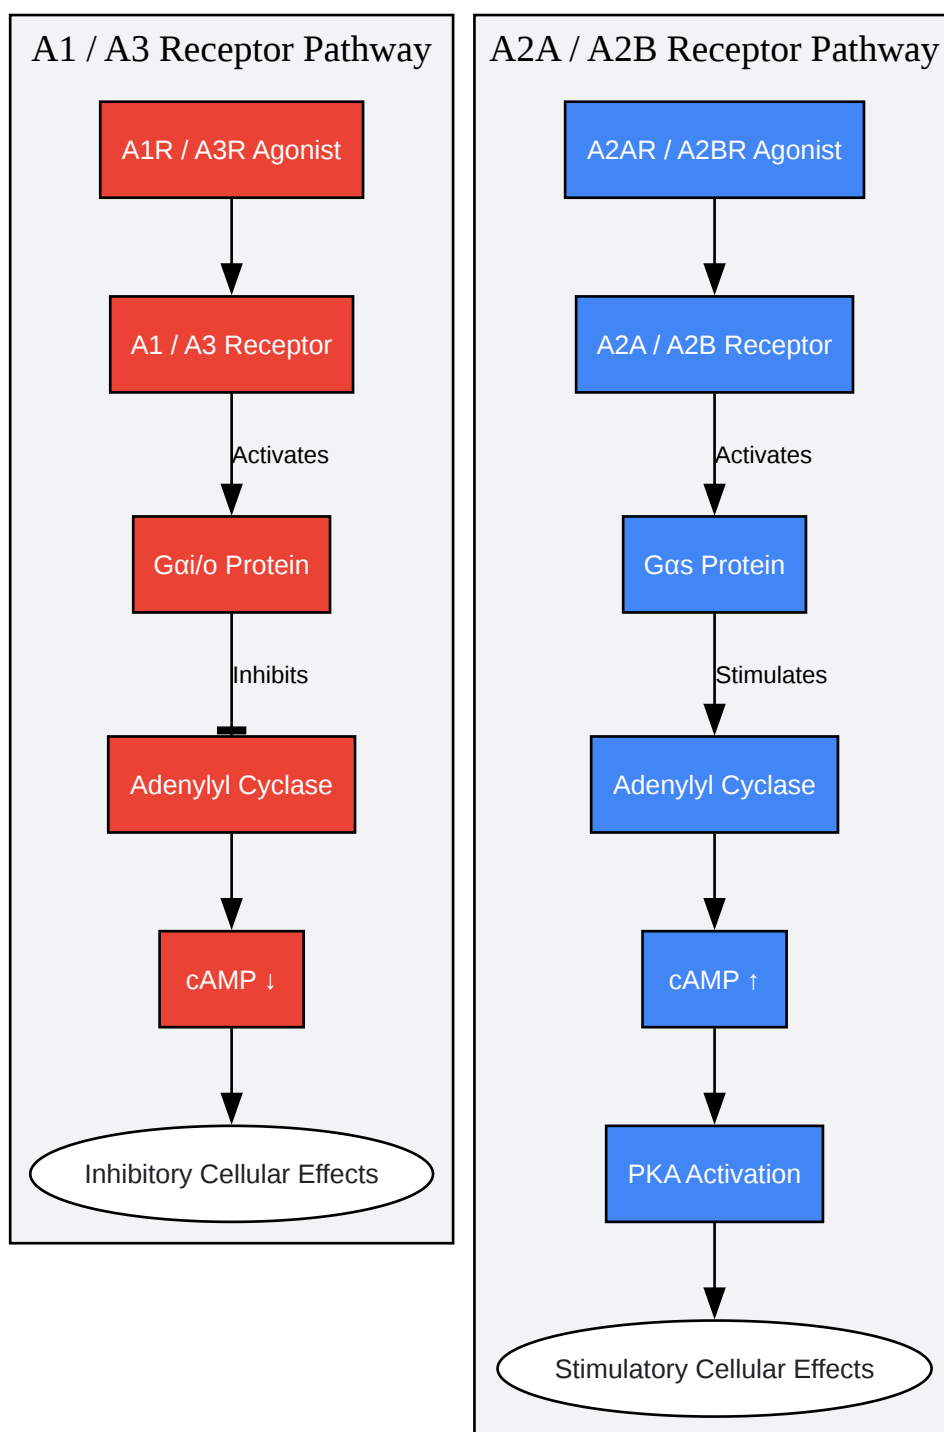 A1 / A3 Receptor Pathway
A1R / A3R Agonist
A1 / A3 Receptor
Activates
Gαi/o Protein
Inhibits
Adenylyl Cyclase
cAMP ↓
Inhibitory Cellular Effects
A2A / A2B Receptor Pathway
A2AR / A2BR Agonist
A2A / A2B Receptor
Activates
Gαs Protein
Stimulates
Adenylyl Cyclase
cAMP ↑
PKA Activation
Stimulatory Cellular Effects